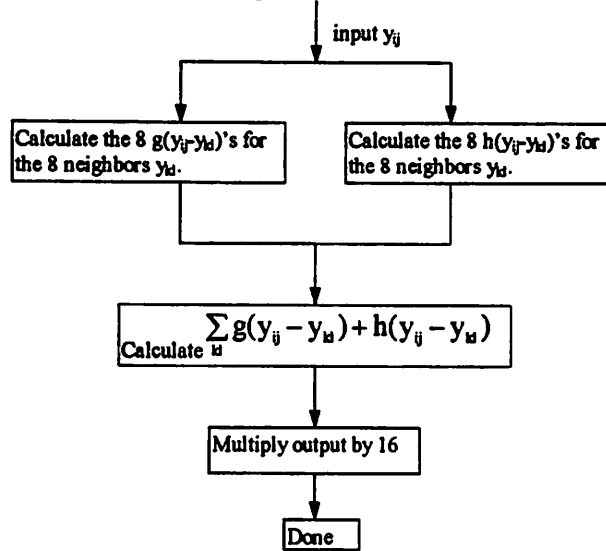 input y_ij
Calculate the 8 g(y_ij-y_kl)'s for
the 8 neighbors y_kl.
Calculate the 8 h(y_ij-y_kl)'s for
the 8 neighbors y_kl.
Calculate ∑_kl g(y_ij − y_kl) + h(y_ij − y_kl)
Multiply output by 16
Done